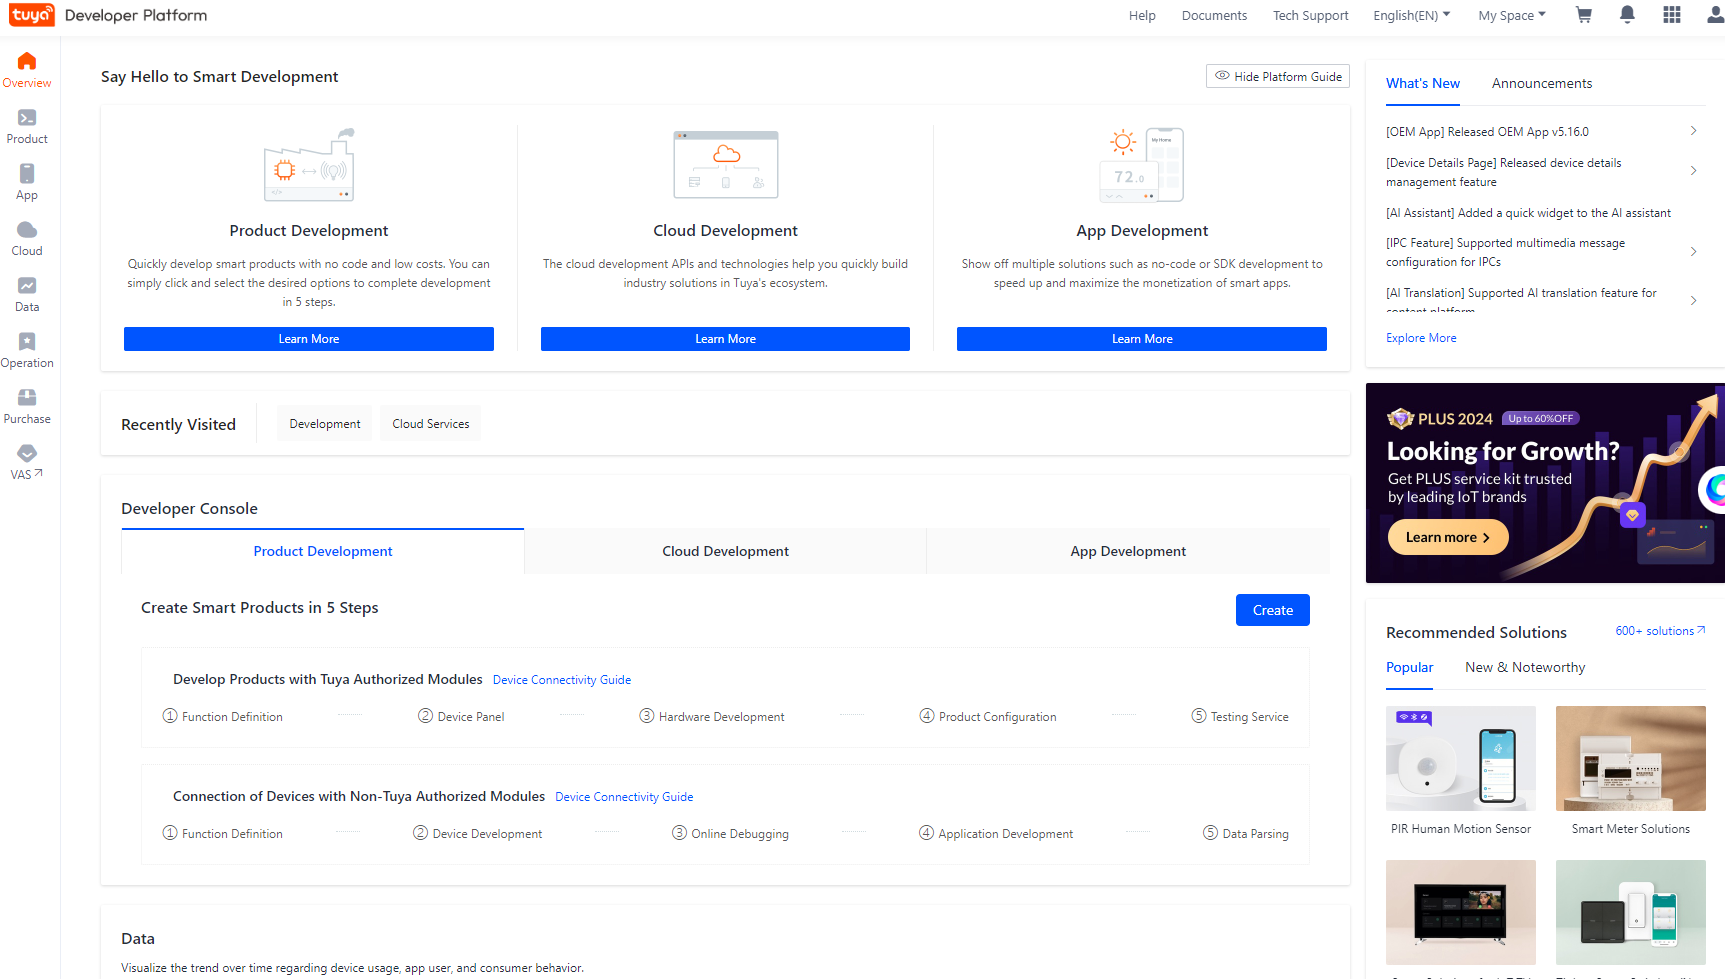 tuya Developer Platform
Help
Documents
Tech Support
English(EN)
My Space
Overview
Product
App
Cloud
Data
Operation
Purchase
VAS
Say Hello to Smart Development
Hide Platform Guide
My Home
72.0
Product Development
Quickly develop smart products with no code and low costs. You can
simply click and select the desired options to complete development
in 5 steps.
Learn More
Cloud Development
The cloud development APIs and technologies help you quickly build
industry solutions in Tuya's ecosystem.
Learn More
App Development
Show off multiple solutions such as no-code or SDK development to
speed up and maximize the monetization of smart apps.
Learn More
Recently Visited
Development
Cloud Services
Developer Console
Product Development
Cloud Development
App Development
Create Smart Products in 5 Steps
Create
Develop Products with Tuya Authorized Modules Device Connectivity Guide
① Function Definition
② Device Panel
③ Hardware Development
④ Product Configuration
⑤ Testing Service
Connection of Devices with Non-Tuya Authorized Modules Device Connectivity Guide
① Function Definition
② Device Development
③ Online Debugging
④ Application Development
⑤ Data Parsing
Data
Visualize the trend over time regarding device usage, app user, and consumer behavior.
What's New
Announcements
[OEM App] Released OEM App v5.16.0
[Device Details Page] Released device details
management feature
[AI Assistant] Added a quick widget to the AI assistant
[IPC Feature] Supported multimedia message
configuration for IPCs
[AI Translation] Supported AI translation feature for
content platform
Explore More
PLUS 2024 Up to 60%OFF
Looking for Growth?
Get PLUS service kit trusted
by leading IoT brands
Learn more
Recommended Solutions
600+ solutions
Popular
New & Noteworthy
PIR Human Motion Sensor
Smart Meter Solutions